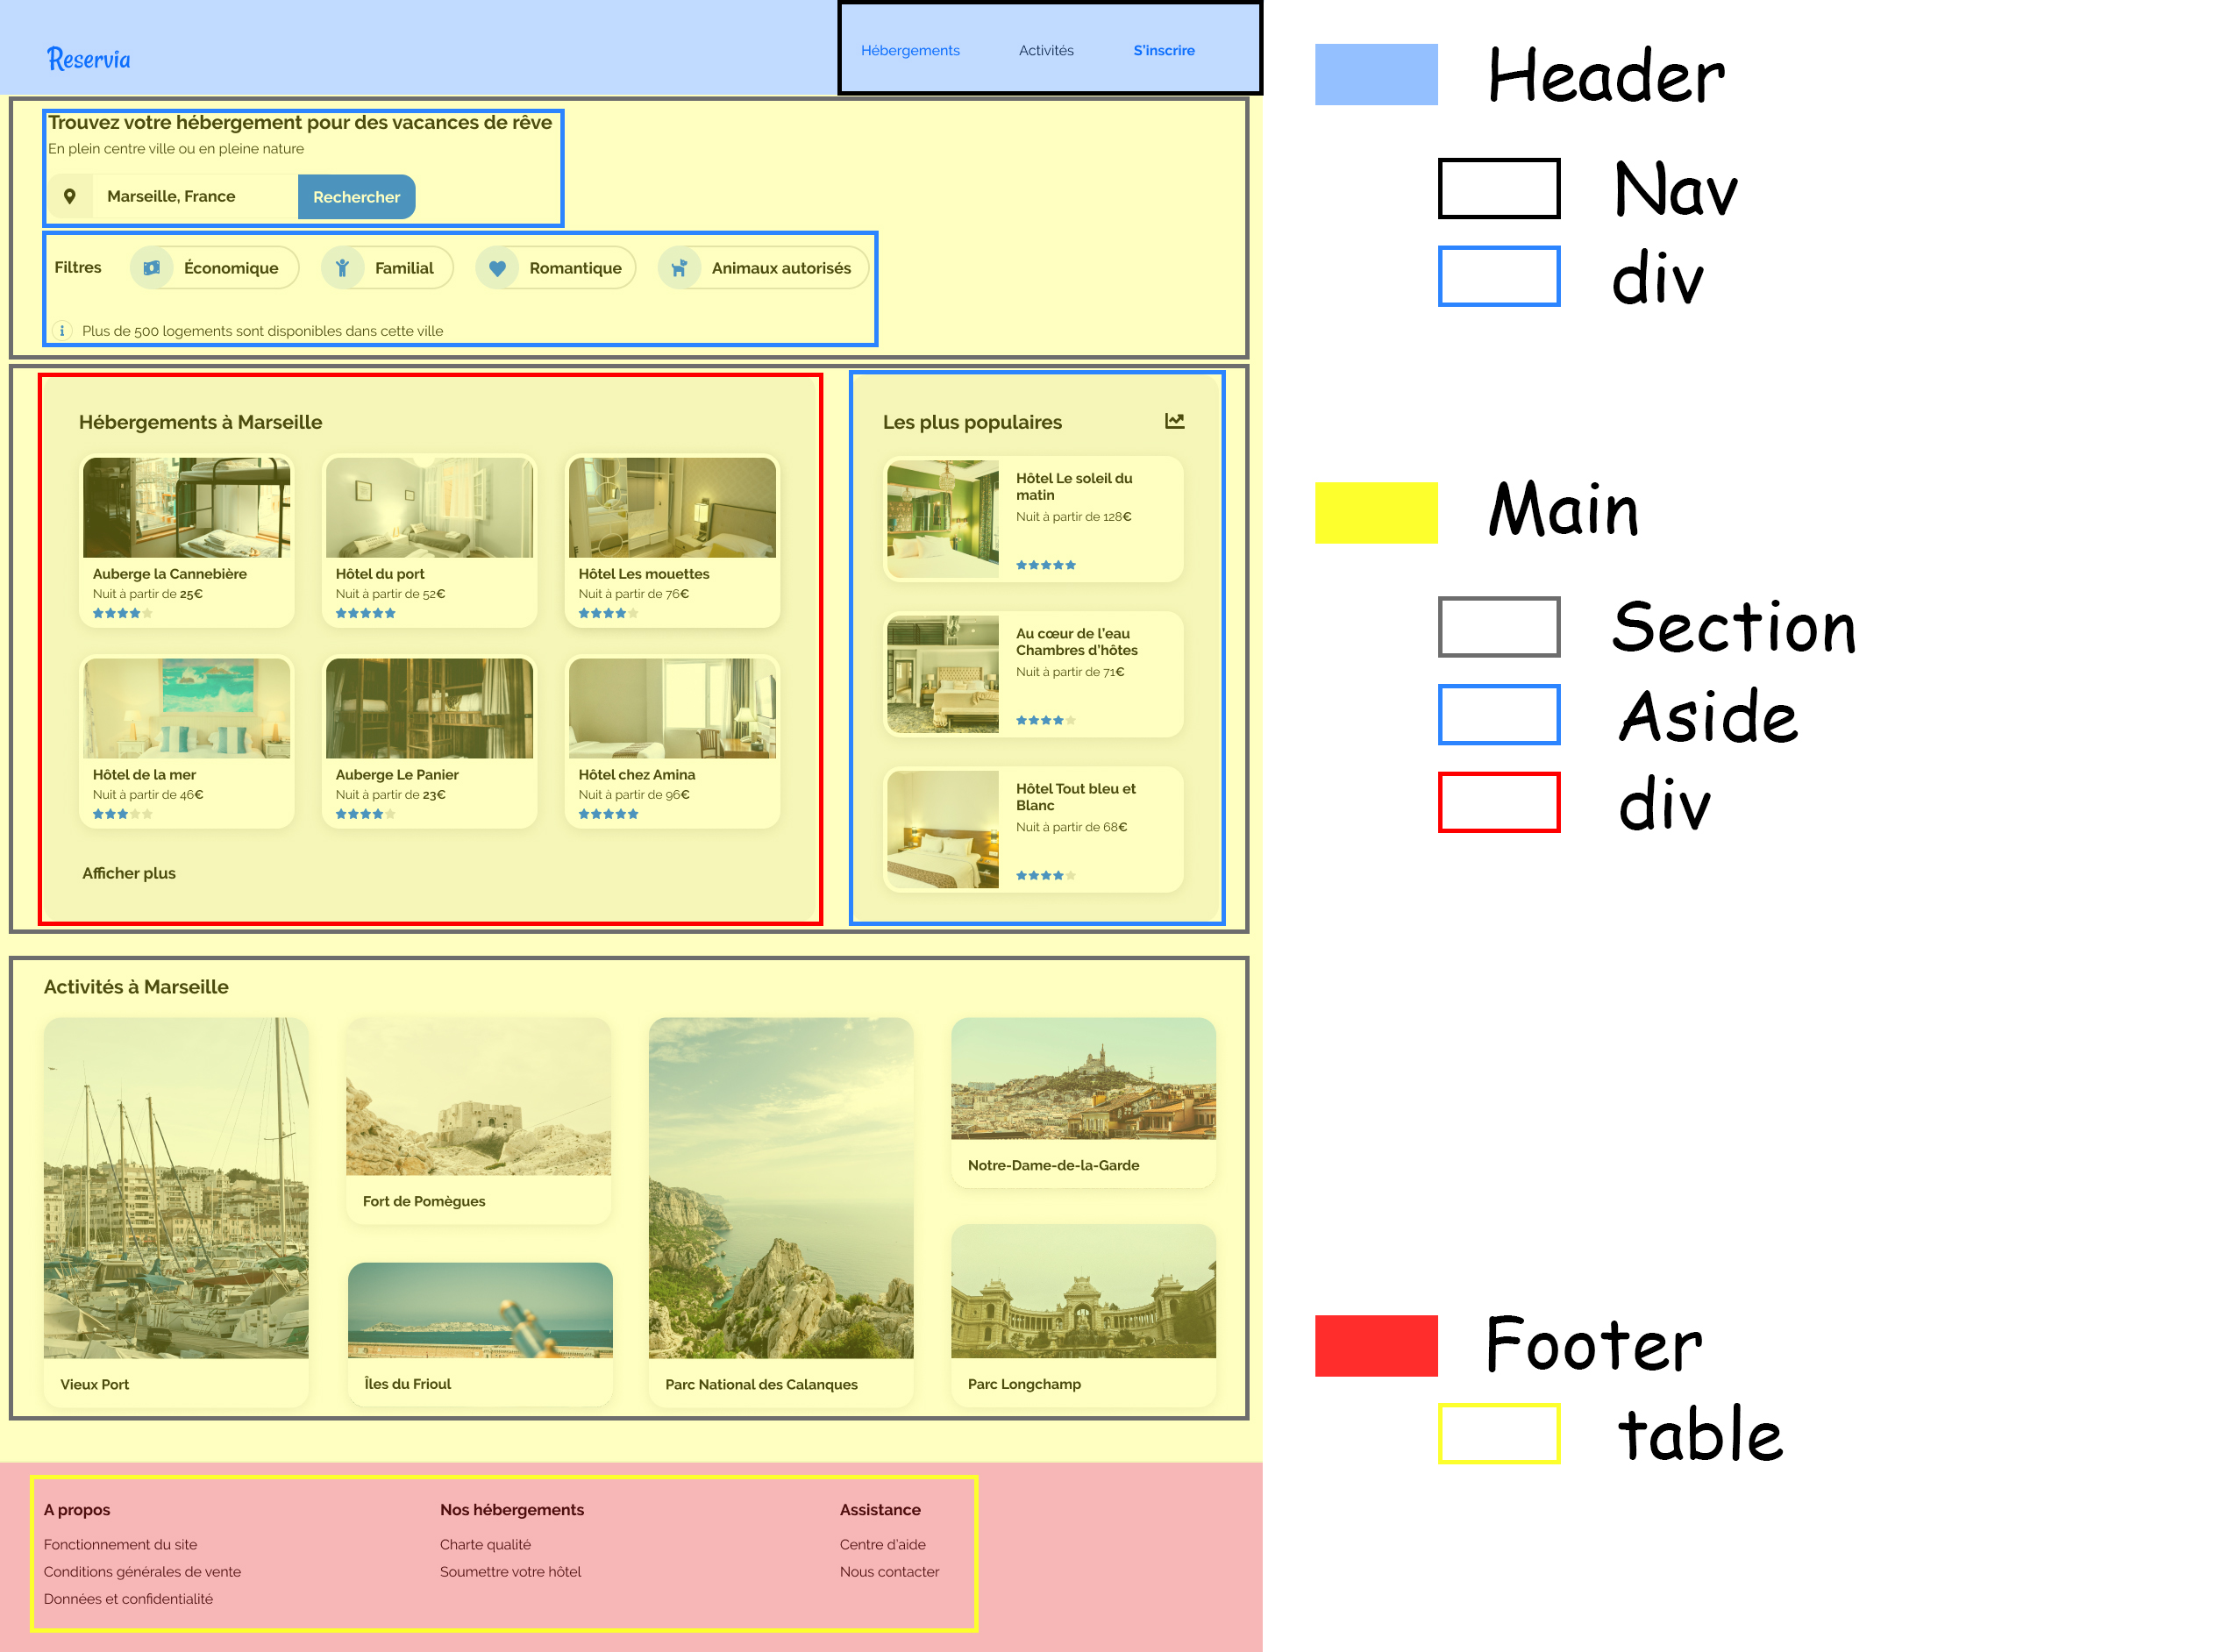 Reservia
Hébergements
Activités
S'inscrire
Trouvez votre hébergement pour des vacances de rêve
En plein centre ville ou en pleine nature
Marseille, France
Rechercher
Filtres
Économique
Familial
Romantique
Animaux autorisés
Plus de 500 logements sont disponibles dans cette ville
Hébergements à Marseille
Auberge la Cannebière
Nuit à partir de 25€
Hôtel du port
Nuit à partir de 52€
Hôtel Les mouettes
Nuit à partir de 76€
Hôtel de la mer
Nuit à partir de 46€
Auberge Le Panier
Nuit à partir de 23€
Hôtel chez Amina
Nuit à partir de 96€
Afficher plus
Les plus populaires
Hôtel Le soleil du
matin
Nuit à partir de 128€
Au cœur de l'eau
Chambres d'hôtes
Nuit à partir de 71€
Hôtel Tout bleu et
Blanc
Nuit à partir de 68€
Activités à Marseille
Vieux Port
Fort de Pomègues
Îles du Frioul
Parc National des Calanques
Notre-Dame-de-la-Garde
Parc Longchamp
A propos
Fonctionnement du site
Conditions générales de vente
Données et confidentialité
Nos hébergements
Charte qualité
Soumettre votre hôtel
Assistance
Centre d'aide
Nous contacter
Header
Nav
div
Main
Section
Aside
div
Footer
table